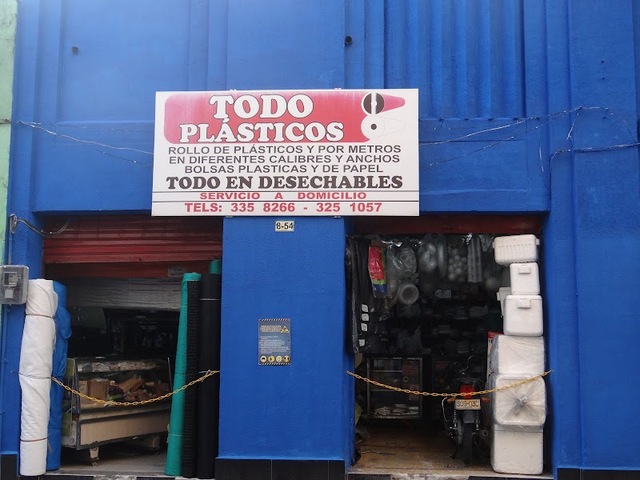 TODO
PLÁSTICOS
ROLLO DE PLÁSTICOS Y POR METROS
EN DIFERENTES CALIBRES Y ANCHOS
BOLSAS PLASTICAS Y DE PAPEL
TODO EN DESECHABLES
SERVICIO A DOMICILIO
TELS: 335 8266 - 325 1057
8-54